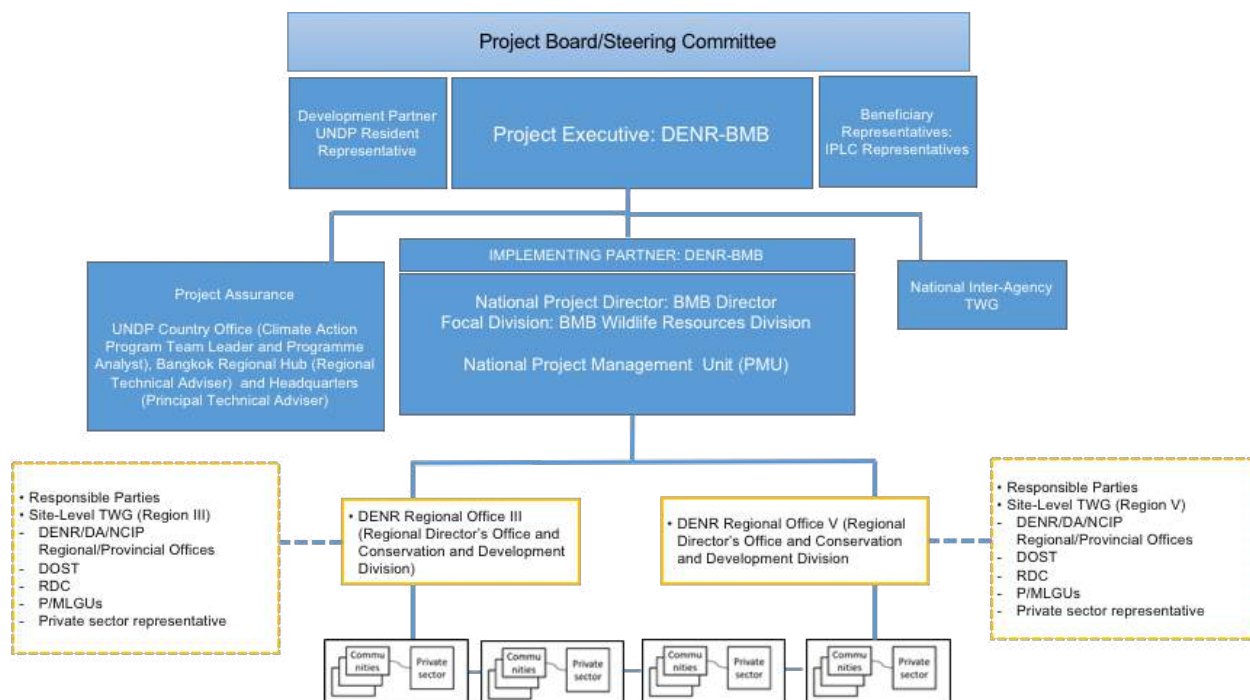 Project Board/Steering Committee
Development Partner
UNDP Resident
Representative
Project Executive: DENR-BMB
Beneficiary
Representatives:
IPLC Representatives
Project Assurance
UNDP Country Office (Climate Action
Program Team Leader and Programme
Analyst), Bangkok Regional Hub (Regional
Technical Adviser) and Headquarters
(Principal Technical Adviser)
IMPLEMENTING PARTNER: DENR-BMB
National Project Director: BMB Director
Focal Division: BMB Wildlife Resources Division
National Project Management Unit (PMU)
National Inter-Agency
TWG
• Responsible Parties
• Site-Level TWG (Region III)
- DENR/DA/NCIP
Regional/Provincial Offices
- DOST
- RDC
- P/MLGUs
- Private sector representative
• DENR Regional Office III
(Regional Director's Office and
Conservation and Development
Division)
• DENR Regional Office V (Regional
Director's Office and Conservation
and Development Division
• Responsible Parties
• Site-Level TWG (Region V)
- DENR/DA/NCIP
Regional/Provincial Offices
- DOST
- RDC
- P/MLGUs
- Private sector representative
Commu
nities
Private
sector
Commu
nities
Private
sector
Commu
nities
Private
sector
Commu
nities
Private
sector